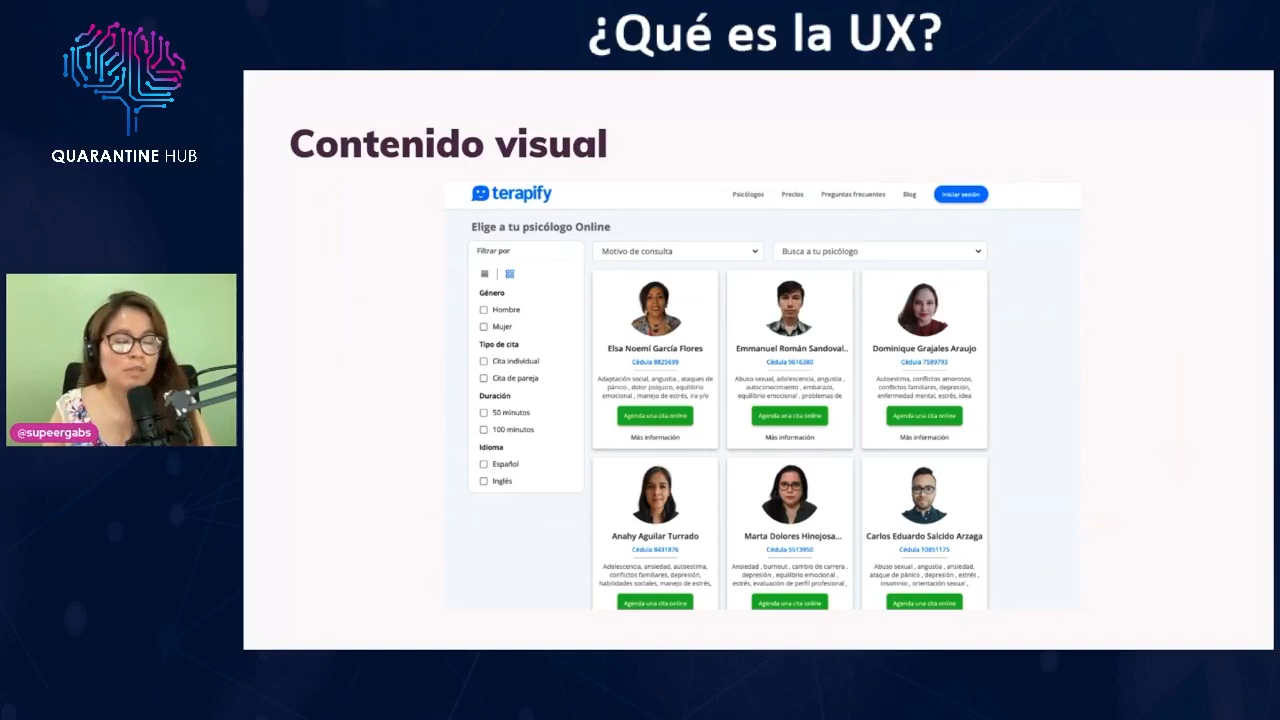 ¿Qué es la UX?
QUARANTINE HUB
@supeergabs
Contenido visual
terapify
Psicólogos
Precios
Preguntas frecuentes
Blog
Iniciar sesión
Elige a tu psicólogo Online
Filtrar por
Género
Hombre
Mujer
Tipo de cita
Cita individual
Cita de pareja
Duración
50 minutos
100 minutos
Idioma
Español
Inglés
Motivo de consulta
Busca a tu psicólogo
Elsa Noemí García Flores
Cédula 8825699
Adaptación social, angustia , ataques de
pánico , dolor psíquico, equilibrio
emocional , manejo de estrés, ira y/o
Agenda una cita online
Más información
Emmanuel Román Sandoval..
Cédula 9616380
Abuso sexual, adolescencia, angustia ,
autoconocimiento , embarazo,
equilibrio emocional , problemas de
Agenda una cita online
Más información
Dominique Grajales Araujo
Cédula 7589793
Autoestima, conflictos amorosos,
conflictos familiares, depresión,
enfermedad mental, estrés, idea
Agenda una cita online
Más información
Anahy Aguilar Turrado
Cédula 8431876
Adolescencia, ansiedad, autoestima,
conflictos familiares, depresión,
habilidades sociales, manejo de estrés,
Agenda una cita online
Marta Dolores Hinojosa...
Cédula 5513950
Ansiedad , burnout , cambio de carrera ,
depresión , equilibrio emocional ,
estrés, evaluación de perfil profesional ,
Agenda una cita online
Carlos Eduardo Salcido Arzaga
Cédula 10851175
Abuso sexual , angustia , ansiedad,
ataque de pánico , depresión , estrés ,
insomnio , orientación sexual ,
Agenda una cita online